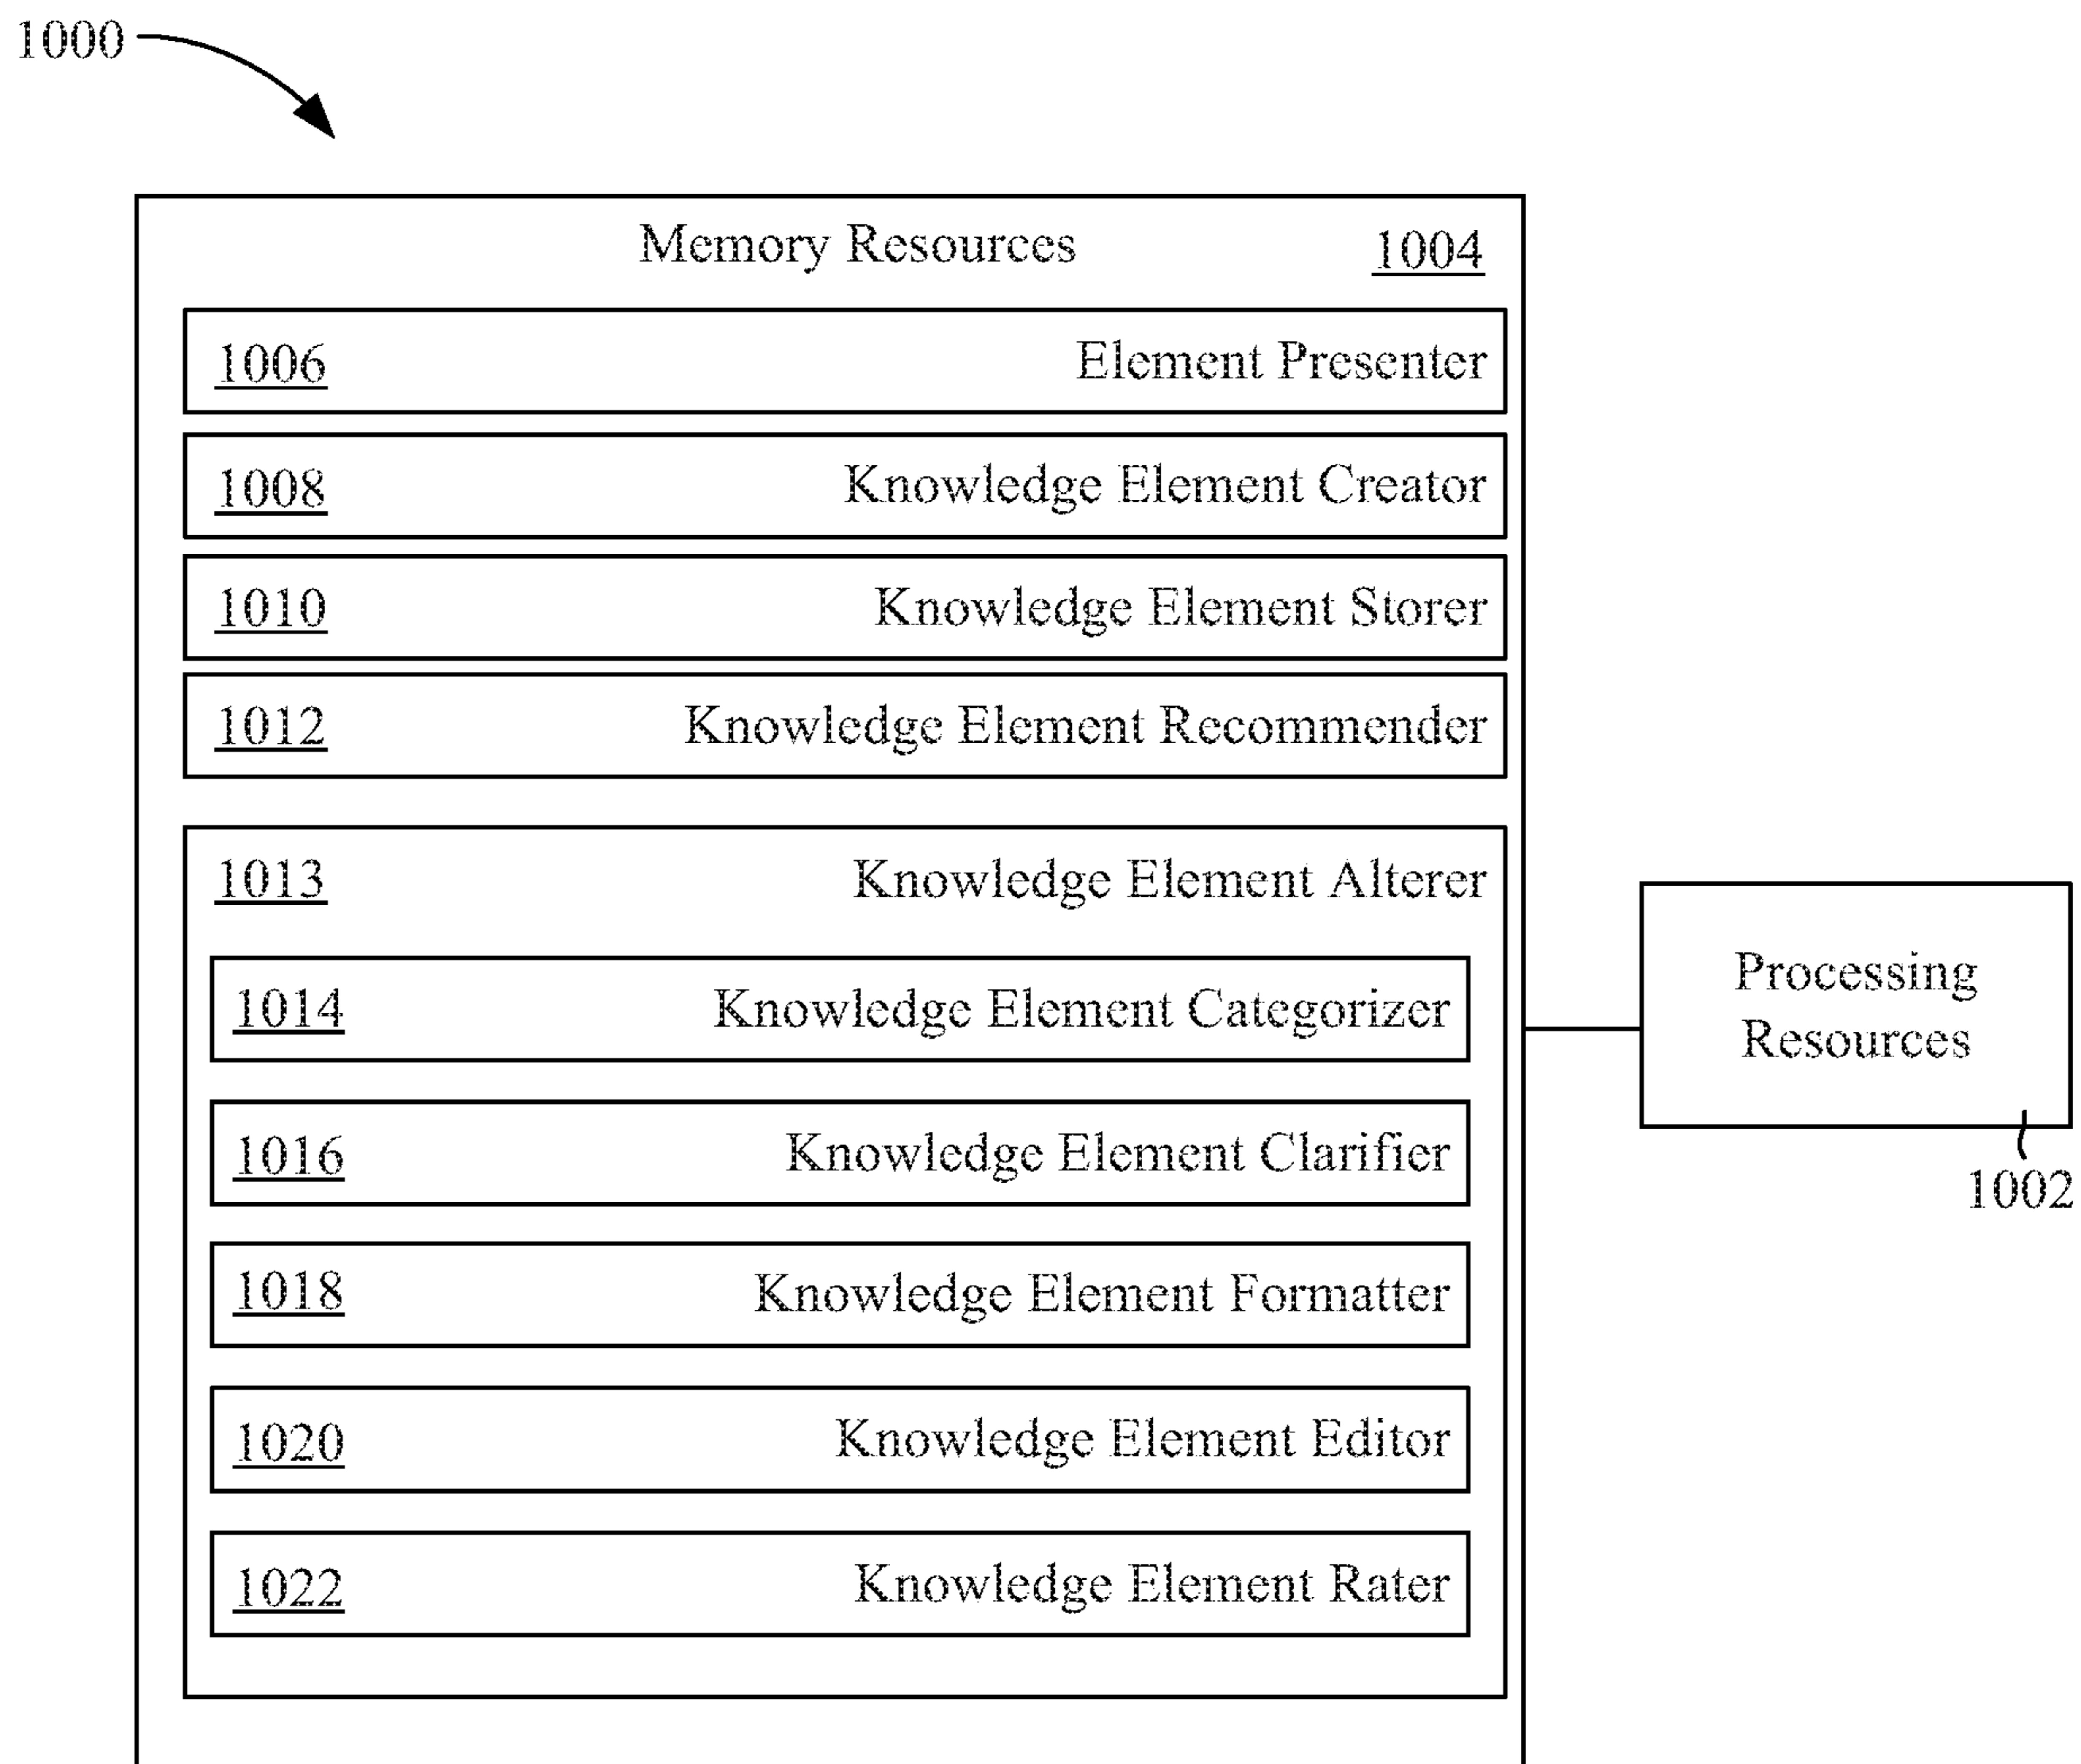 1000
Memory Resources 1004
1006 Element Presenter
1008 Knowledge Element Creator
1010 Knowledge Element Storer
1012 Knowledge Element Recommender
1013 Knowledge Element Alterer
1014 Knowledge Element Categorizer
1016 Knowledge Element Clarifier
1018 Knowledge Element Formatter
1020 Knowledge Element Editor
1022 Knowledge Element Rater
Processing
Resources
1002